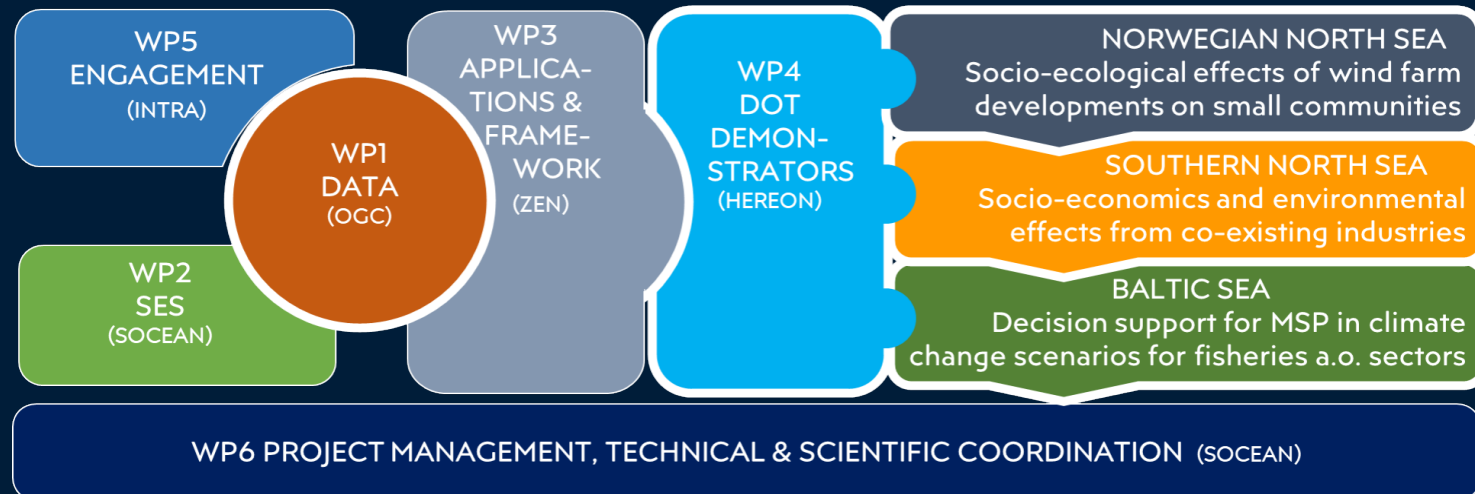 WP5
ENGAGEMENT
(INTRA)
WP1
DATA
(OGC)
WP2
SES
(SOCEAN)
WP3
APPLICA-
TIONS &
FRAME-
WORK
(ZEN)
WP4
DOT
DEMON-
STRATORS
(HEREON)
NORWEGIAN NORTH SEA
Socio-ecological effects of wind farm
developments on small communities
SOUTHERN NORTH SEA
Socio-economics and environmental
effects from co-existing industries
BALTIC SEA
Decision support for MSP in climate
change scenarios for fisheries a.o. sectors
WP6 PROJECT MANAGEMENT, TECHNICAL & SCIENTIFIC COORDINATION (SOCEAN)